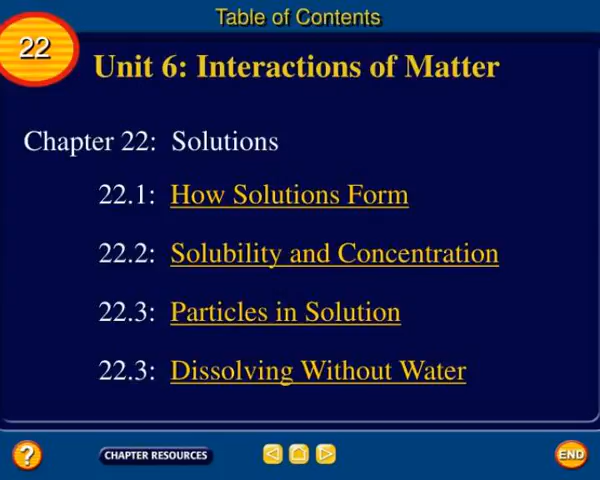 Table of Contents
22
Unit 6: Interactions of Matter
Chapter 22: Solutions
22.1: How Solutions Form
22.2: Solubility and Concentration
22.3: Particles in Solution
22.3: Dissolving Without Water
?
CHAPTER RESOURCES
END